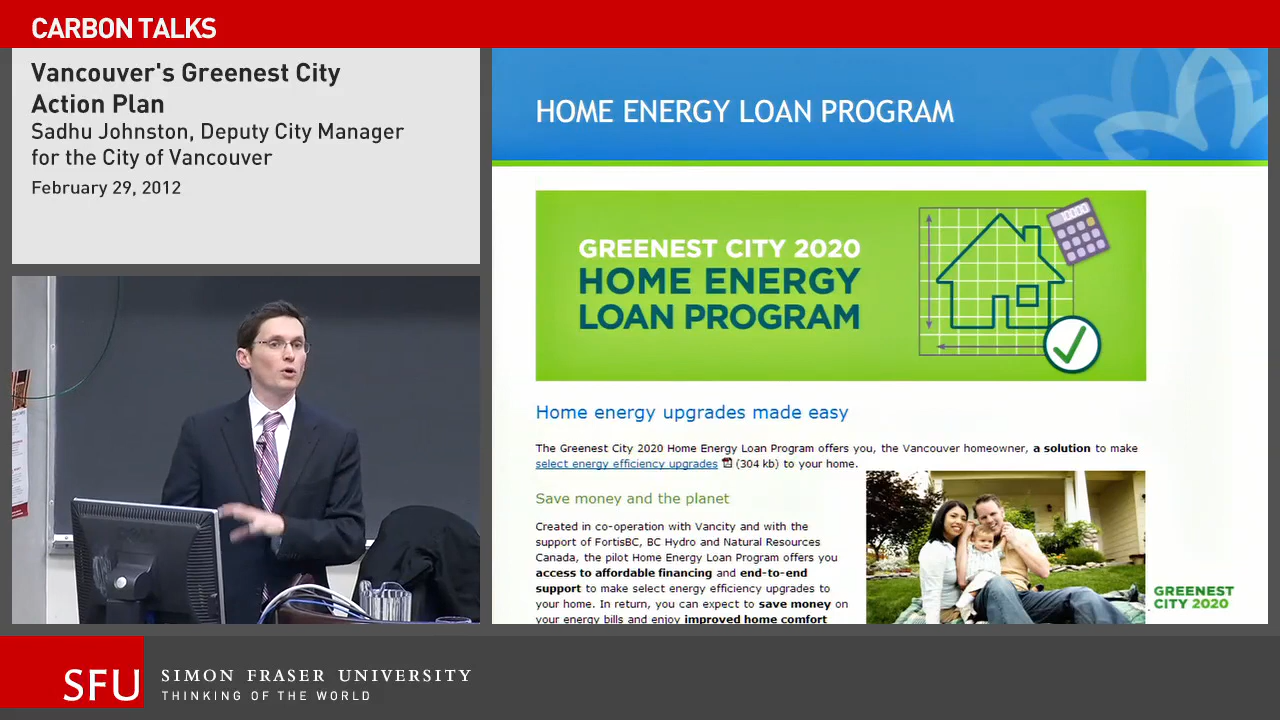 CARBON TALKS
Vancouver's Greenest City
Action Plan
Sadhu Johnston, Deputy City Manager
for the City of Vancouver
February 29, 2012
HOME ENERGY LOAN PROGRAM
GREENEST CITY 2020
HOME ENERGY
LOAN PROGRAM
Home energy upgrades made easy
The Greenest City 2020 Home Energy Loan Program offers you, the Vancouver homeowner, a solution to make
select energy efficiency upgrades (304 kb) to your home.
Save money and the planet
Created in co-operation with Vancity and with the
support of FortisBC, BC Hydro and Natural Resources
Canada, the pilot Home Energy Loan Program offers you
access to affordable financing and end-to-end
support to make select energy efficiency upgrades to
your home. In return, you can expect to save money on
your energy bills and enjoy improved home comfort
GREENEST
CITY 2020
SFU
SIMON FRASER UNIVERSITY
THINKING OF THE WORLD